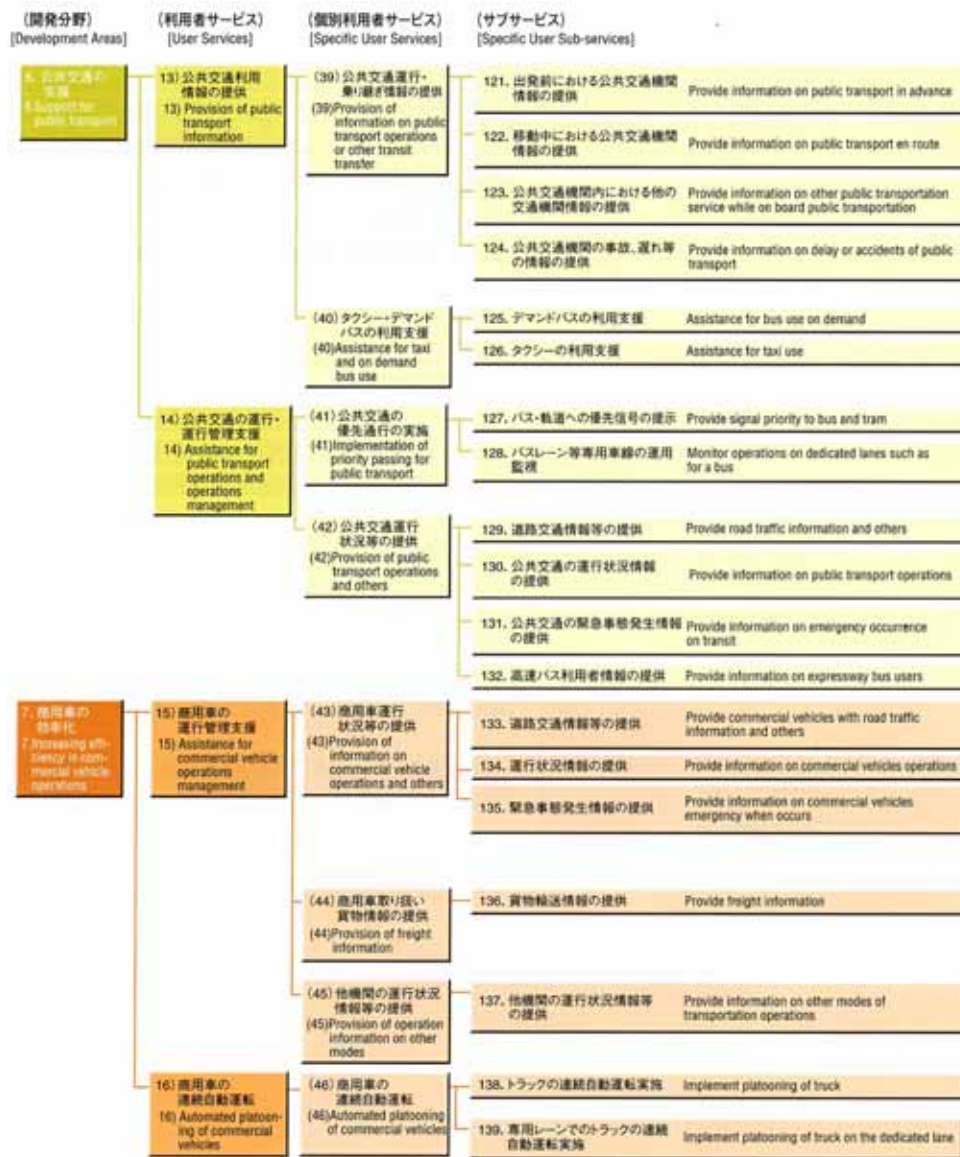 (開発分野)
[Development Areas]
(利用者サービス)
[User Services]
(個別利用者サービス)
[Specific User Services]
(サブサービス)
[Specific User Sub-services]
6. 公共交通の
支援
6.Support for
public transport
13) 公共交通利用
情報の提供
13) Provision of public
transport
information
(39) 公共交通運行・
乗り継ぎ情報の提供
(39)Provision of
information on public
transport operations
or other transit
transfer
121. 出発前における公共交通機関
情報の提供
Provide information on public transport in advance
122. 移動中における公共交通機関
情報の提供
Provide information on public transport en route
123. 公共交通機関内における他の
交通機関情報の提供
Provide information on other public transportation
service while on board public transportation
124. 公共交通機関の事故、遅れ等
の情報の提供
Provide information on delay or accidents of public
transport
(40) タクシー・デマンド
バスの利用支援
(40)Assistance for taxi
and on demand
bus use
125. デマンドバスの利用支援
Assistance for bus use on demand
126. タクシーの利用支援
Assistance for taxi use
14) 公共交通の運行・
運行管理支援
14) Assistance for
public transport
operations and
operations
management
(41) 公共交通の
優先通行の実施
(41)Implementation of
priority passing for
public transport
127. バス・軌道への優先信号の提示
Provide signal priority to bus and tram
128. バスレーン等専用車線の運用
監視
Monitor operations on dedicated lanes such as
for a bus
(42) 公共交通運行
状況等の提供
(42)Provision of public
transport operations
and others
129. 道路交通情報等の提供
Provide road traffic information and others
130. 公共交通の運行状況情報
の提供
Provide information on public transport operations
131. 公共交通の緊急事態発生情報
の提供
Provide information on emergency occurrence
on transit
132. 高速バス利用者情報の提供
Provide information on expressway bus users
7. 商用車の
効率化
7.Increasing effi-
ciency in com-
mercial vehicle
operations
15) 商用車の
運行管理支援
15) Assistance for
commercial vehicle
operations
management
(43) 商用車運行
状況等の提供
(43)Provision of
information on
commercial vehicle
operations and others
133. 道路交通情報等の提供
Provide commercial vehicles with road traffic
information and others
134. 運行状況情報の提供
Provide information on commercial vehicles operations
135. 緊急事態発生情報の提供
Provide information on commercial vehicles
emergency when occurs
(44) 商用車取り扱い
貨物情報の提供
(44)Provision of freight
information
136. 貨物輸送情報の提供
Provide freight information
(45) 他機関の運行状況
情報等の提供
(45)Provision of operation
information on other
modes
137. 他機関の運行状況情報等
の提供
Provide information on other modes of
transportation operations
16) 商用車の
連続自動運転
16) Automated platoon-
ing of commercial
vehicles
(46) 商用車の
連続自動運転
(46)Automated platooning
of commercial vehicles
138. トラックの連続自動運転実施
Implement platooning of truck
139. 専用レーンでのトラックの連続
自動運転実施
Implement platooning of truck on the dedicated lane